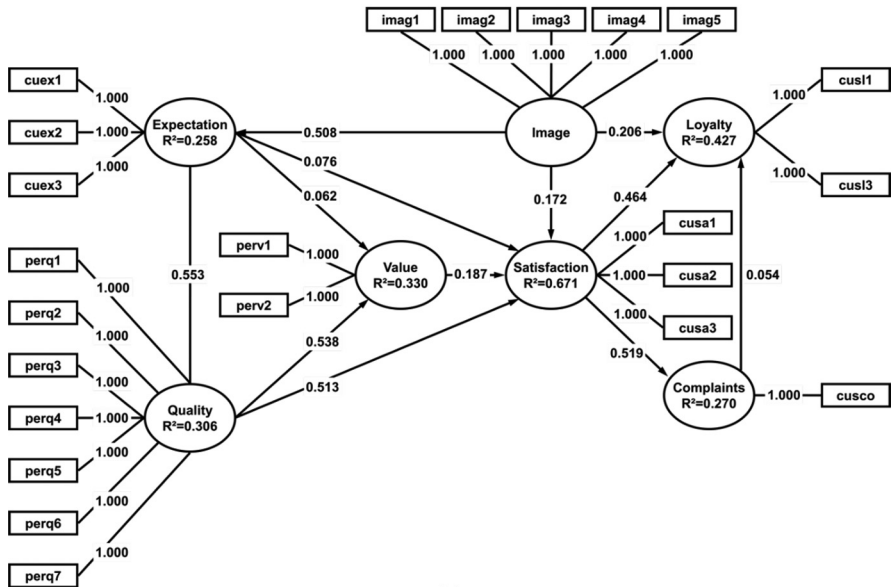 imag1
imag2
imag3
imag4
imag5
1.000
1.000
1.000
1.000
1.000
cuex1
cuex2
cuex3
1.000
1.000
1.000
Expectation
R²=0.258
0.508
Image
0.206
Loyalty
R²=0.427
1.000
1.000
cusl1
cusl3
0.076
0.062
0.172
0.464
0.553
perv1
perv2
1.000
1.000
Value
R²=0.330
0.187
Satisfaction
R²=0.671
1.000
1.000
1.000
cusa1
cusa2
cusa3
0.054
0.538
0.513
0.519
perq1
perq2
perq3
perq4
perq5
perq6
perq7
1.000
1.000
1.000
1.000
1.000
1.000
1.000
Quality
R²=0.306
Complaints
R²=0.270
1.000
cusco